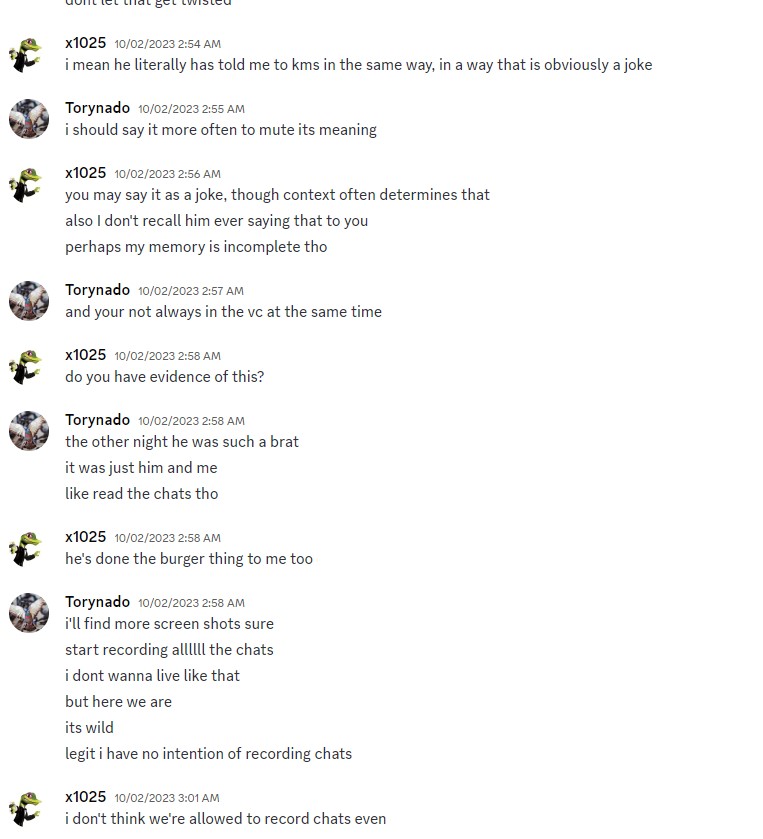 dont let that get twisted
x1025 10/02/2023 2:54 AM
i mean he literally has told me to kms in the same way, in a way that is obviously a joke
Torynado 10/02/2023 2:55 AM
i should say it more often to mute its meaning
x1025 10/02/2023 2:56 AM
you may say it as a joke, though context often determines that
also I don't recall him ever saying that to you
perhaps my memory is incomplete tho
Torynado 10/02/2023 2:57 AM
and your not always in the vc at the same time
x1025 10/02/2023 2:58 AM
do you have evidence of this?
Torynado 10/02/2023 2:58 AM
the other night he was such a brat
it was just him and me
like read the chats tho
x1025 10/02/2023 2:58 AM
he's done the burger thing to me too
Torynado 10/02/2023 2:58 AM
i'll find more screen shots sure
start recording allllll the chats
i dont wanna live like that
but here we are
its wild
legit i have no intention of recording chats
x1025 10/02/2023 3:01 AM
i don't think we're allowed to record chats even